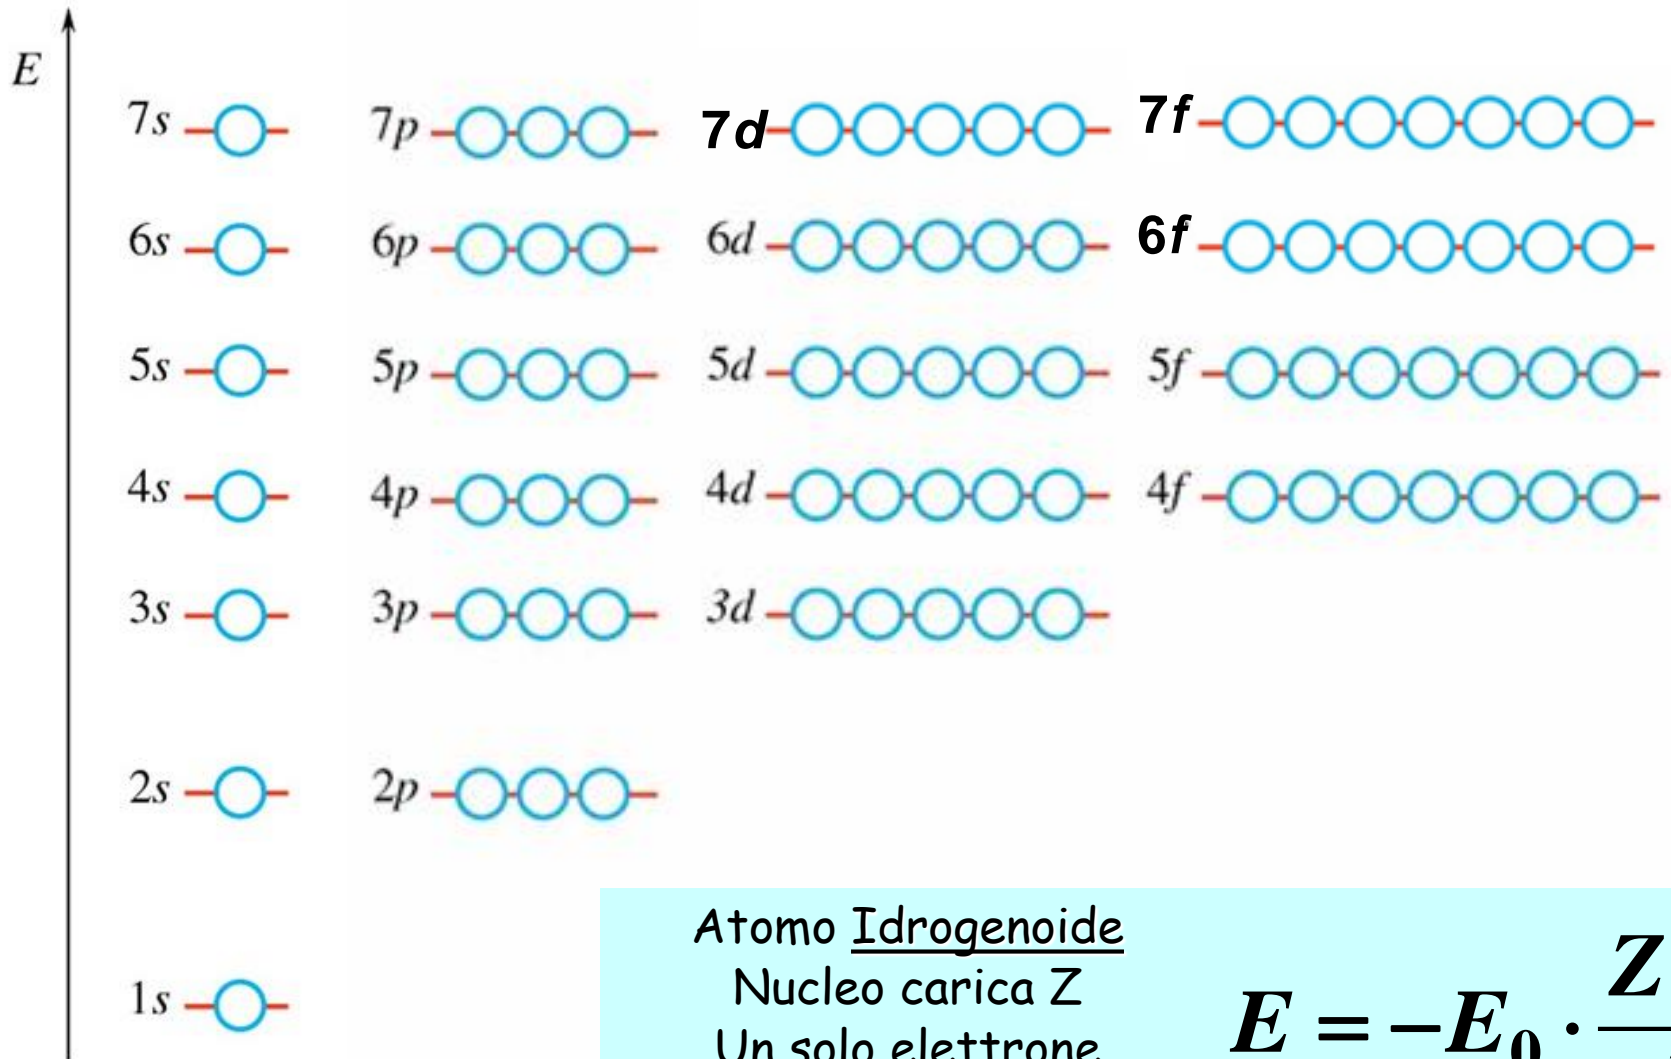 E
7s 7p 7d 7f
6s 6p 6d 6f
5s 5p 5d 5f
4s 4p 4d 4f
3s 3p 3d
2s 2p
1s
Atomo Idrogenoide
Nucleo carica Z
Un solo elettrone
E = −E₀ · Z